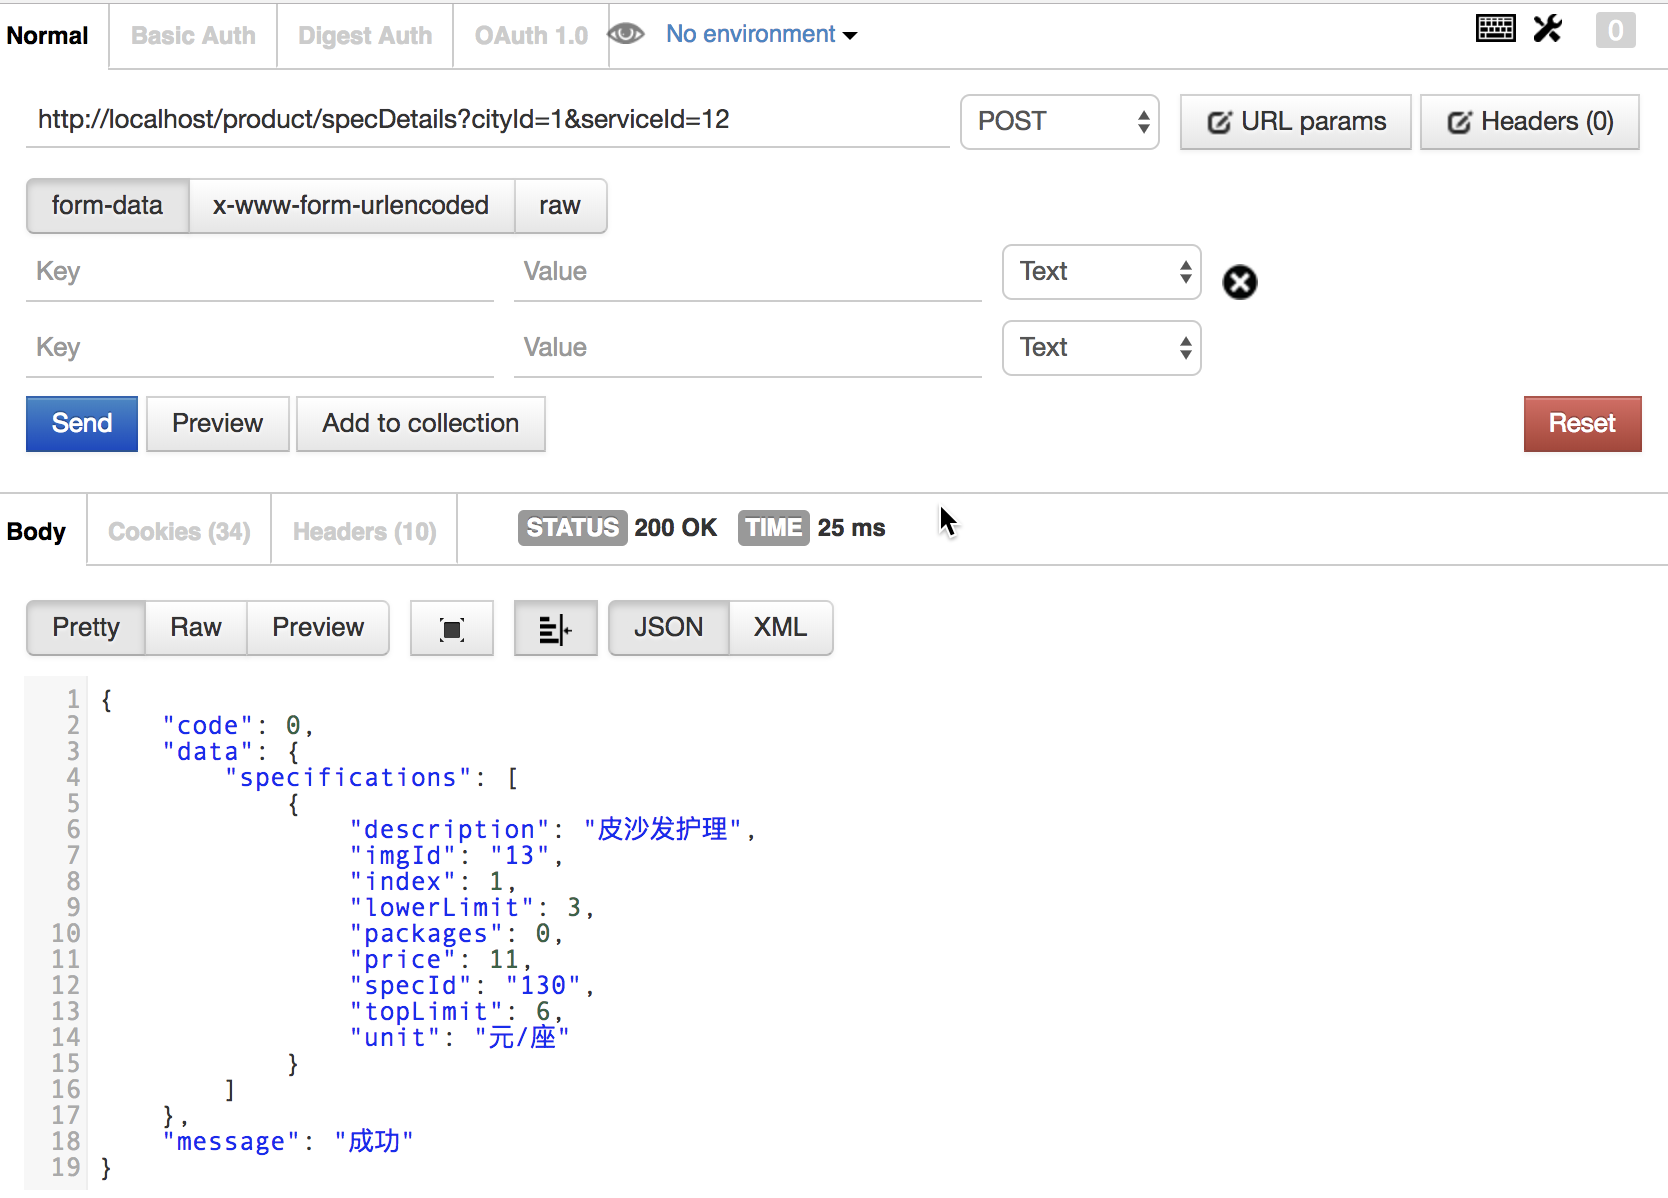 Normal Basic Auth Digest Auth OAuth 1.0 No environment 0
http://localhost/product/specDetails?cityId=1&serviceId=12 POST URL params Headers (0)
form-data x-www-form-urlencoded raw
Key Value Text
Key Value Text
Send Preview Add to collection Reset
Body Cookies (34) Headers (10) STATUS 200 OK TIME 25 ms
Pretty Raw Preview JSON XML
1 {
2 "code": 0,
3 "data": {
4 "specifications": [
5 {
6 "description": "皮沙发护理",
7 "imgId": "13",
8 "index": 1,
9 "lowerLimit": 3,
10 "packages": 0,
11 "price": 11,
12 "specId": "130",
13 "topLimit": 6,
14 "unit": "元/座"
15 }
16 ]
17 },
18 "message": "成功"
19 }